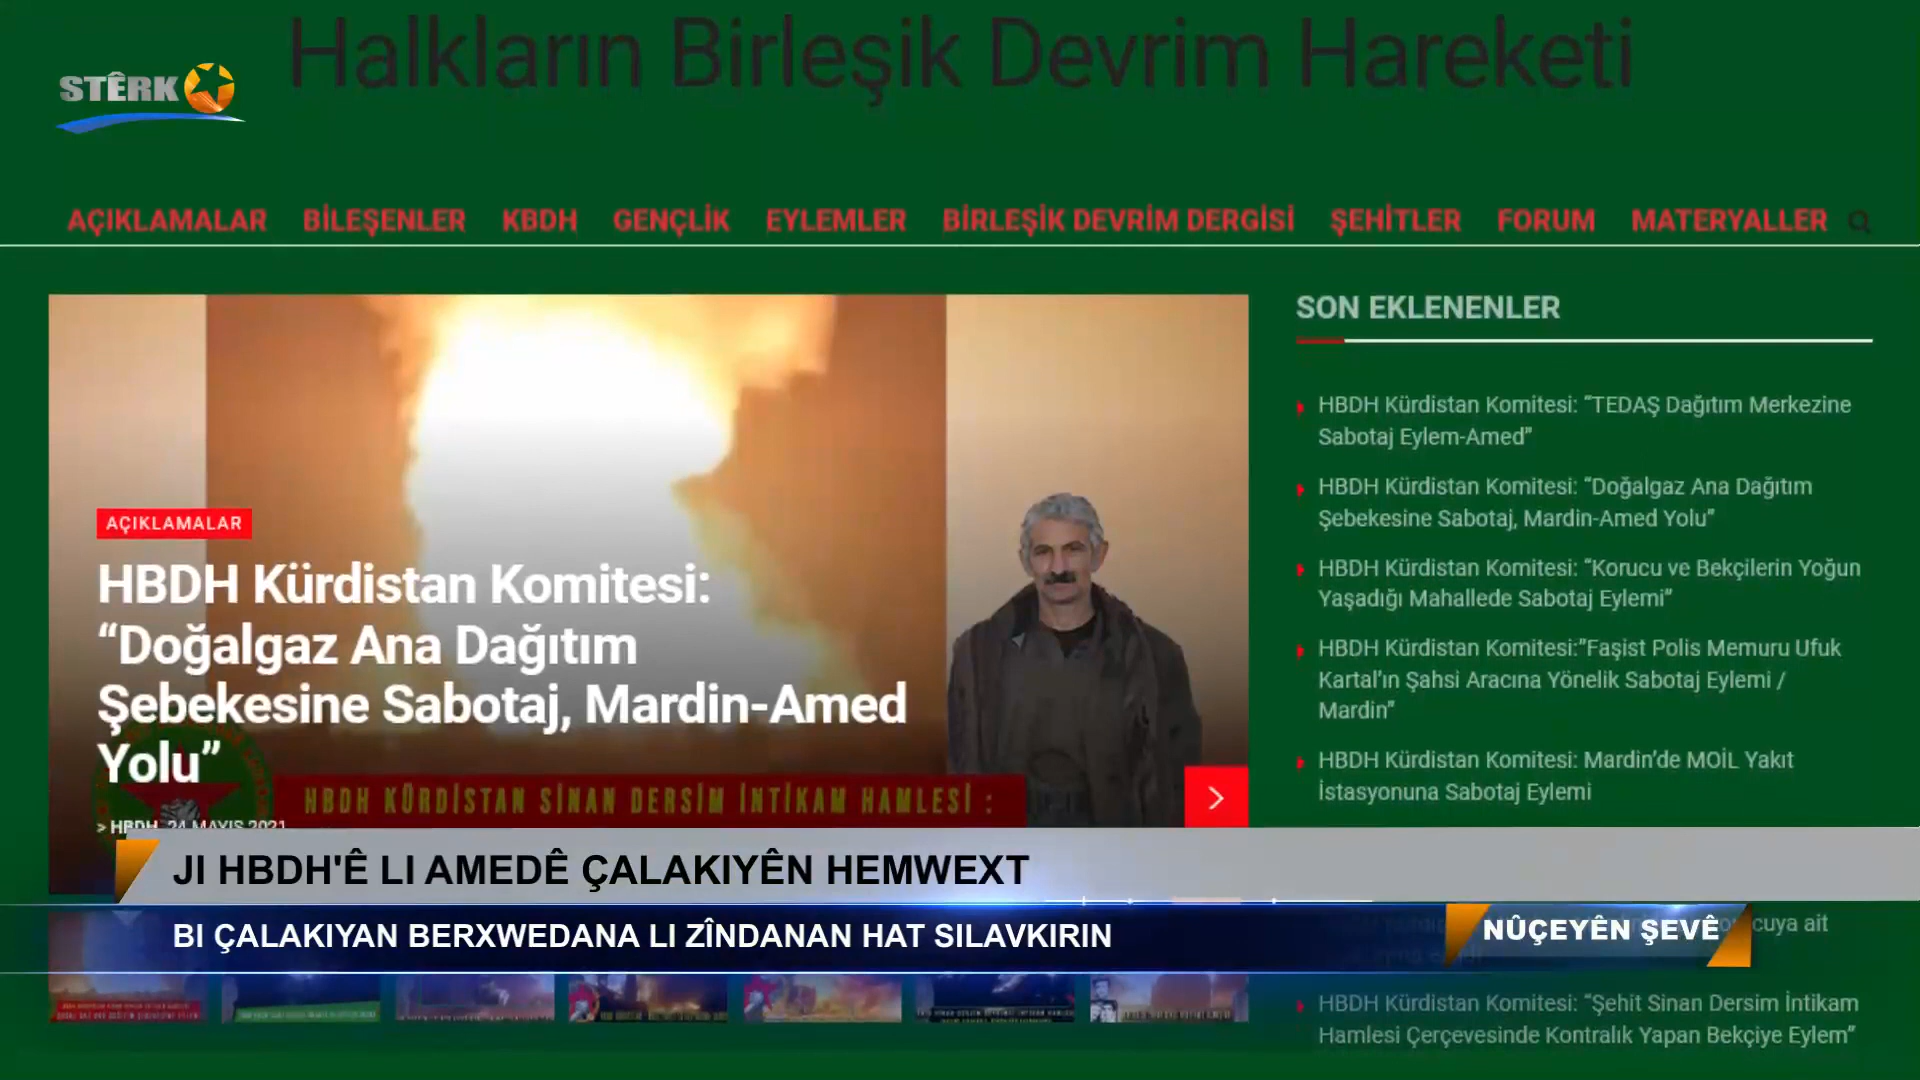 Halkların Birleşik Devrim Hareketi
STÊRK
AÇIKLAMALAR BİLEŞENLER KBDH GENÇLİK EYLEMLER BİRLEŞİK DEVRİM DERGİSİ ŞEHİTLER FORUM MATERYALLER
AÇIKLAMALAR
HBDH Kürdistan Komitesi:
“Doğalgaz Ana Dağıtım
Şebekesine Sabotaj, Mardin-Amed
Yolu”
HBDH KÜRDİSTAN SİNAN DERSİM İNTİKAM HAMLESİ :
> HBDH 24 MAYIS 2021
SON EKLENENLER
HBDH Kürdistan Komitesi: “TEDAŞ Dağıtım Merkezine
Sabotaj Eylem-Amed”
HBDH Kürdistan Komitesi: “Doğalgaz Ana Dağıtım
Şebekesine Sabotaj, Mardin-Amed Yolu”
HBDH Kürdistan Komitesi: “Korucu ve Bekçilerin Yoğun
Yaşadığı Mahallede Sabotaj Eylemi”
HBDH Kürdistan Komitesi:”Faşist Polis Memuru Ufuk
Kartal’ın Şahsi Aracına Yönelik Sabotaj Eylemi /
Mardin”
HBDH Kürdistan Komitesi: Mardin’de MOİL Yakıt
İstasyonuna Sabotaj Eylemi
ait
HBDH Kürdistan Komitesi: “Şehit Sinan Dersim İntikam
Hamlesi Çerçevesinde Kontralık Yapan Bekçiye Eylem”
JI HBDH'Ê LI AMEDÊ ÇALAKIYÊN HEMWEXT
BI ÇALAKIYAN BERXWEDANA LI ZÎNDANAN HAT SILAVKIRIN
NÛÇEYÊN ŞEVÊ